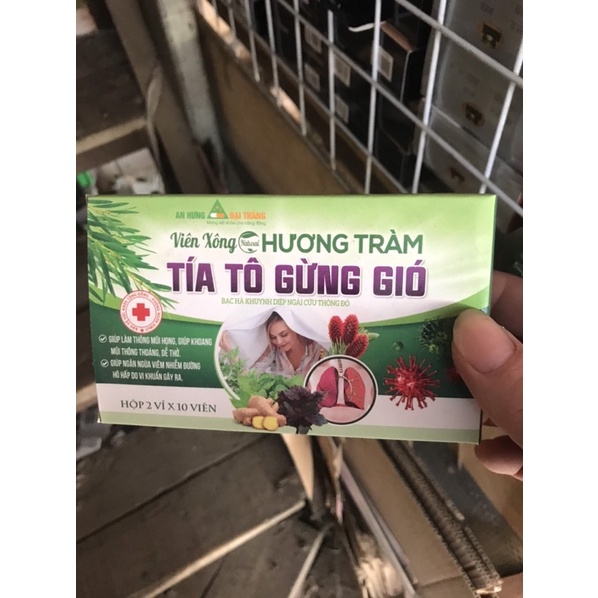 AN HƯNG ĐẠI TRÀNG
Viên Xông Natural HƯƠNG TRÀM
TÍA TÔ GỪNG GIÓ
BẠC HÀ KHUYNH DIỆP NGẢI CỨU THÔNG ĐỎ
GIÚP LÀM THÔNG MŨI HỌNG, GIÚP KHOANG
MŨI THÔNG THOÁNG, DỄ THỞ.
GIÚP NGĂN NGỪA VIÊM NHIỄM ĐƯỜNG
HÔ HẤP DO VI KHUẨN GÂY RA.
HỘP 2 VỈ X 10 VIÊN